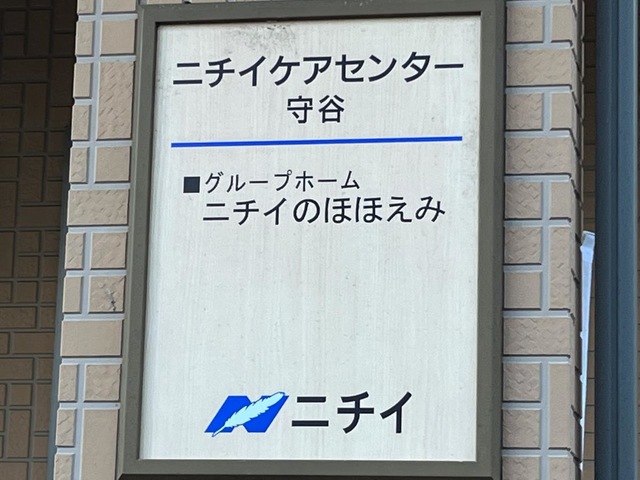 ニチイケアセンター
守谷
■グループホーム
ニチイのほほえみ
ニチイ